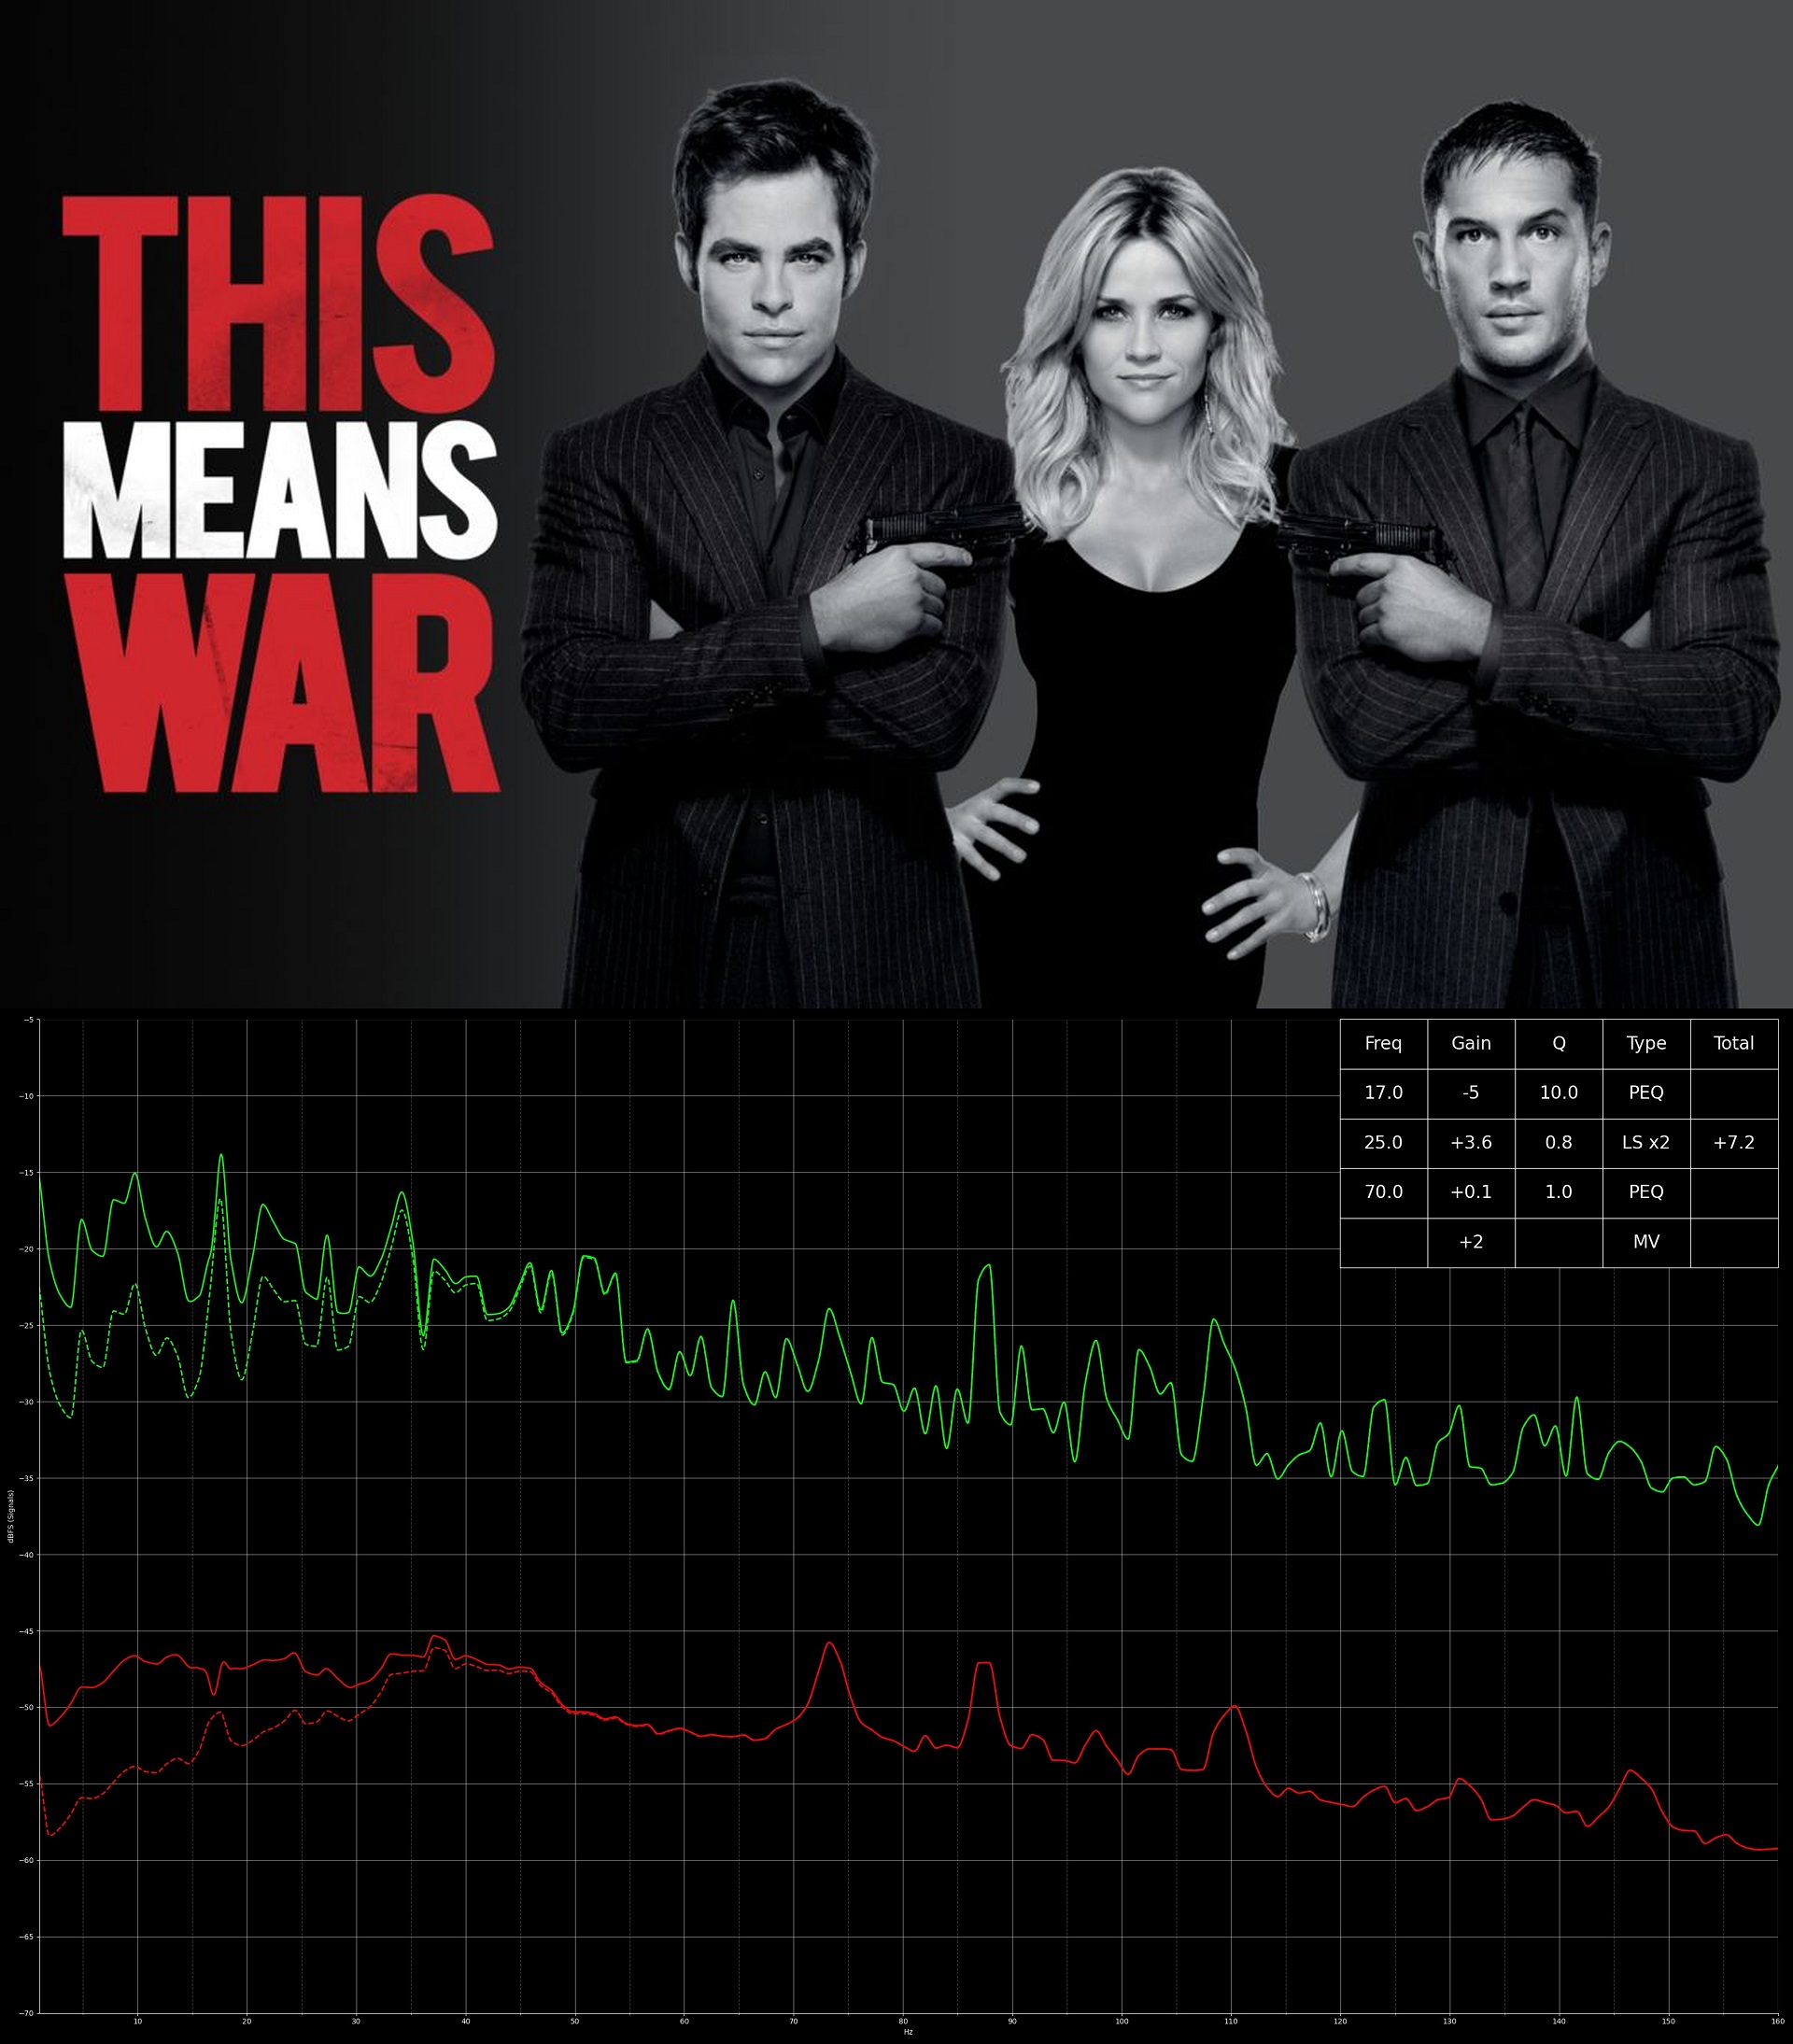 THIS
MEANS
WAR
Freq Gain Q Type Total
17.0 -5 10.0 PEQ
25.0 +3.6 0.8 LS x2 +7.2
70.0 +0.1 1.0 PEQ
+2 MV
−5
−10
−15
−20
−25
−30
−35
−40
−45
−50
−55
−60
−65
−70
dBFS (Signals)
10 20 30 40 50 60 70 80 90 100 110 120 130 140 150 160
Hz